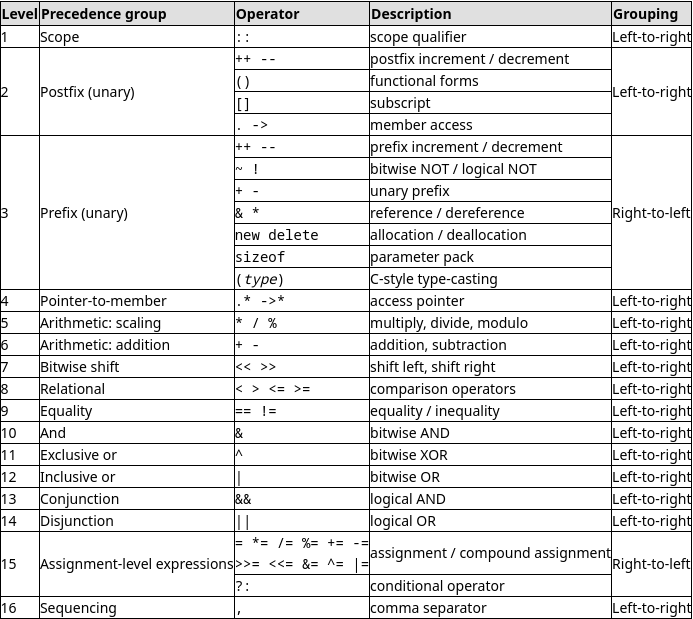 Level Precedence group Operator Description Grouping
1 Scope :: scope qualifier Left-to-right
2 Postfix (unary) ++ -- postfix increment / decrement Left-to-right
() functional forms
[] subscript
. -> member access
3 Prefix (unary) ++ -- prefix increment / decrement Right-to-left
~ ! bitwise NOT / logical NOT
+ - unary prefix
& * reference / dereference
new delete allocation / deallocation
sizeof parameter pack
(type) C-style type-casting
4 Pointer-to-member .* ->* access pointer Left-to-right
5 Arithmetic: scaling * / % multiply, divide, modulo Left-to-right
6 Arithmetic: addition + - addition, subtraction Left-to-right
7 Bitwise shift << >> shift left, shift right Left-to-right
8 Relational < > <= >= comparison operators Left-to-right
9 Equality == != equality / inequality Left-to-right
10 And & bitwise AND Left-to-right
11 Exclusive or ^ bitwise XOR Left-to-right
12 Inclusive or | bitwise OR Left-to-right
13 Conjunction && logical AND Left-to-right
14 Disjunction || logical OR Left-to-right
15 Assignment-level expressions = *= /= %= += -= assignment / compound assignment Right-to-left
>>= <<= &= ^= |=
?: conditional operator
16 Sequencing , comma separator Left-to-right